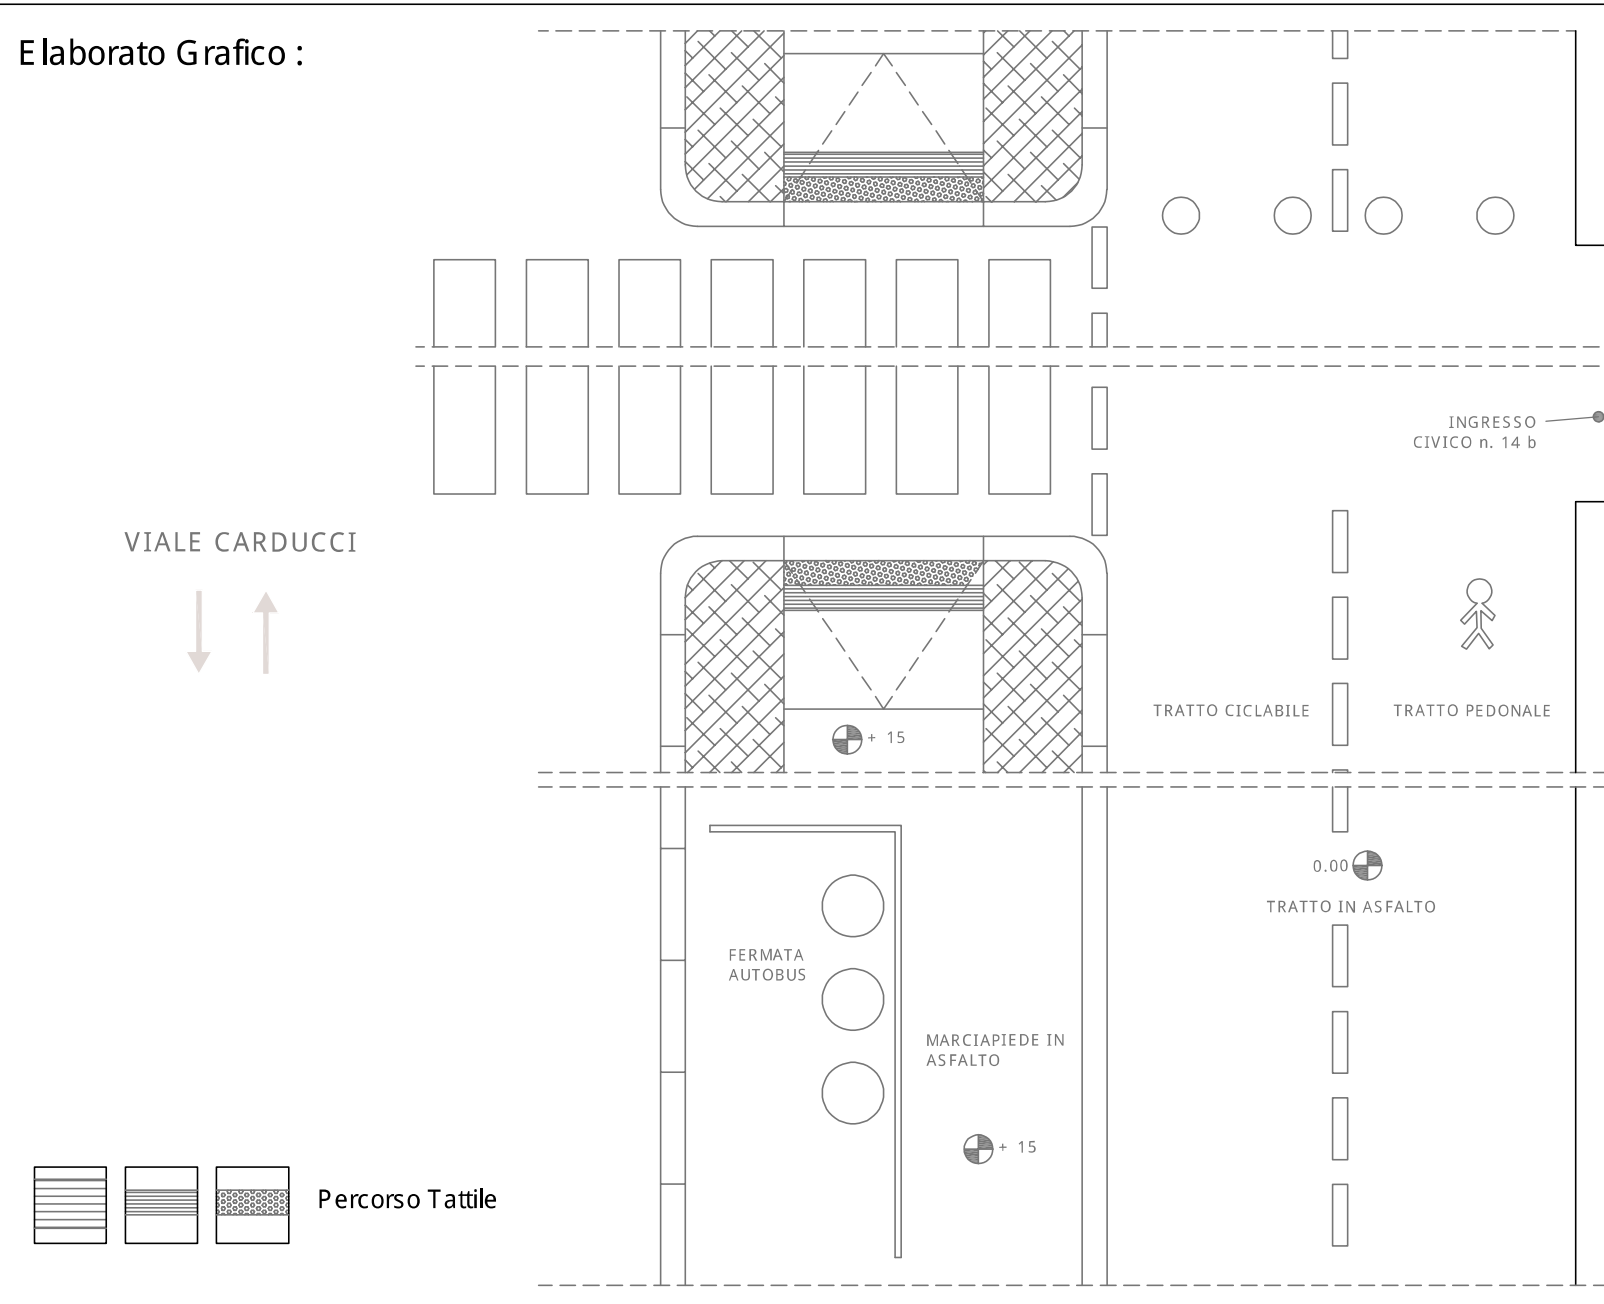 Elaborato Grafico :
INGRESSO
CIVICO n. 14 b
VIALE CARDUCCI
TRATTO CICLABILE
TRATTO PEDONALE
+ 15
0.00
TRATTO IN ASFALTO
FERMATA
AUTOBUS
MARCIAPIEDE IN
ASFALTO
+ 15
Percorso Tattile